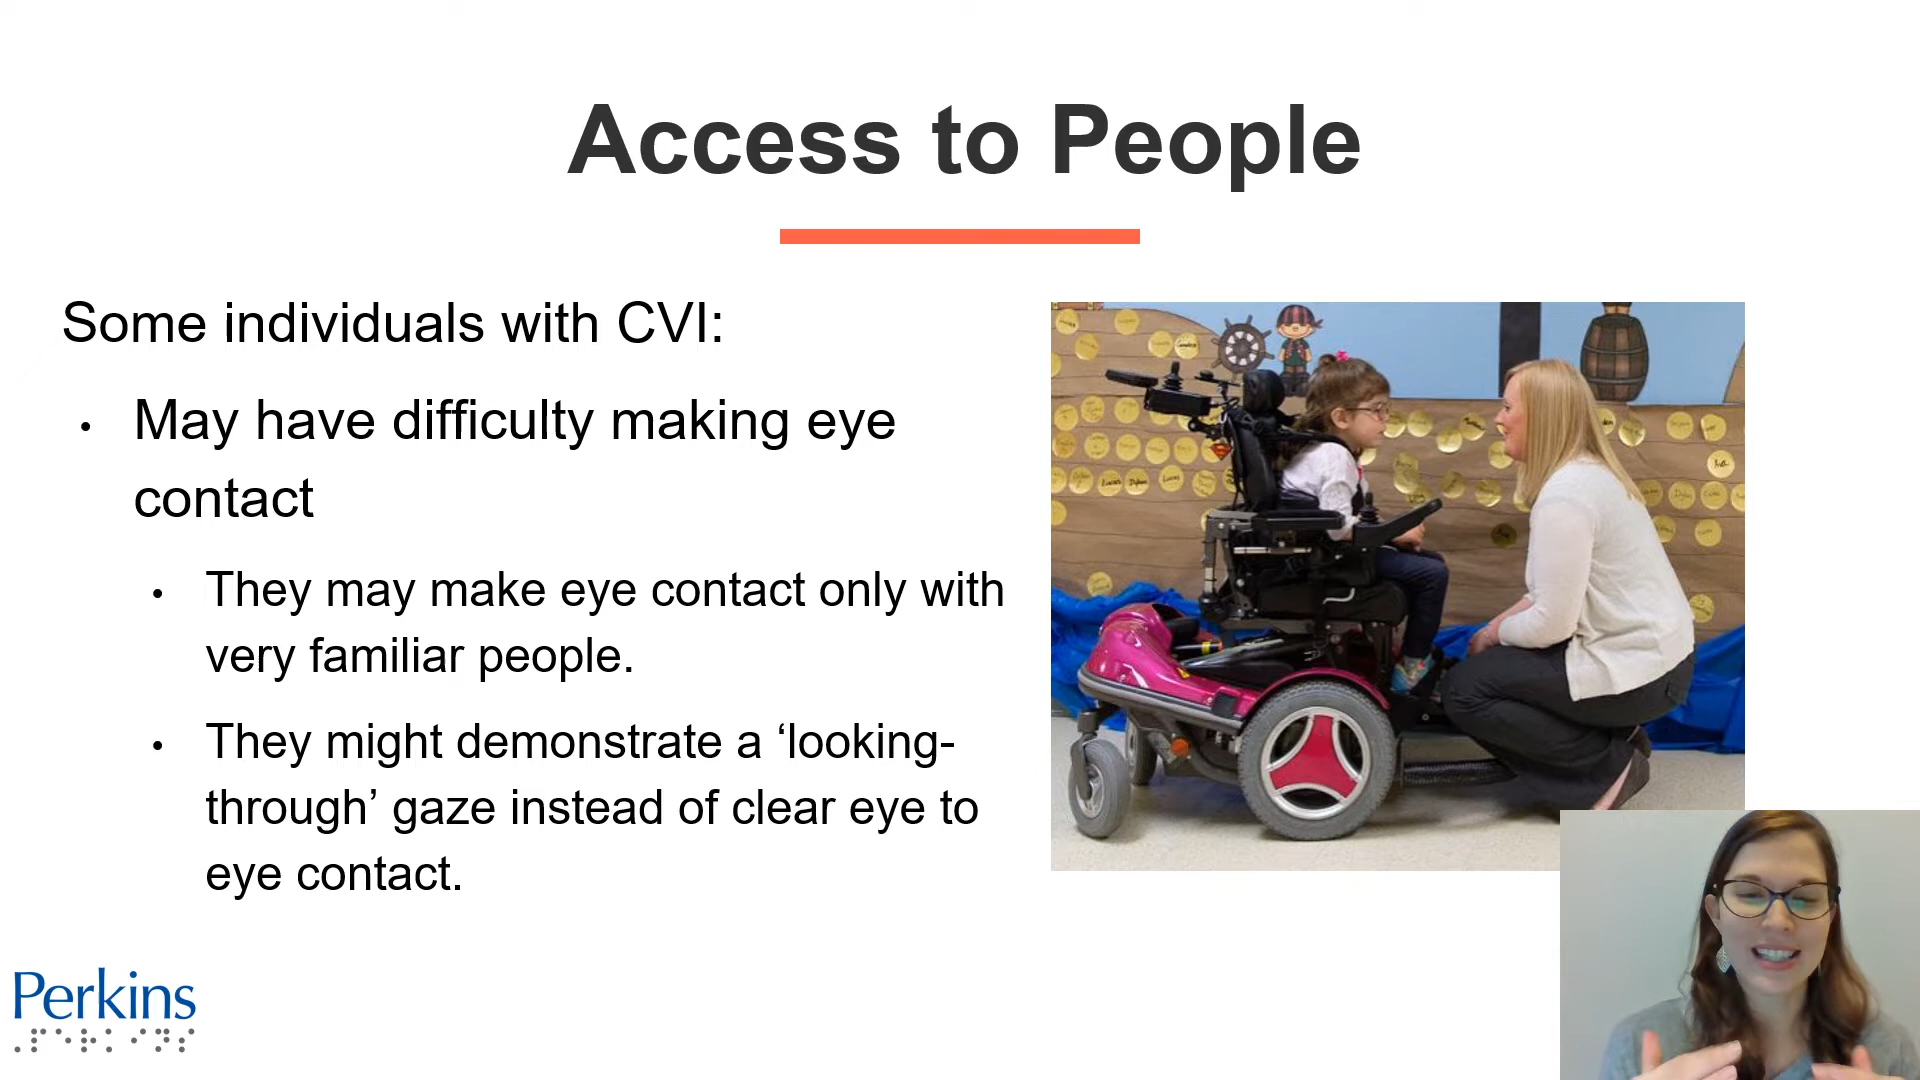 Access to People
Some individuals with CVI:
• May have difficulty making eye
contact
• They may make eye contact only with
very familiar people.
• They might demonstrate a ‘looking-
through’ gaze instead of clear eye to
eye contact.
Perkins